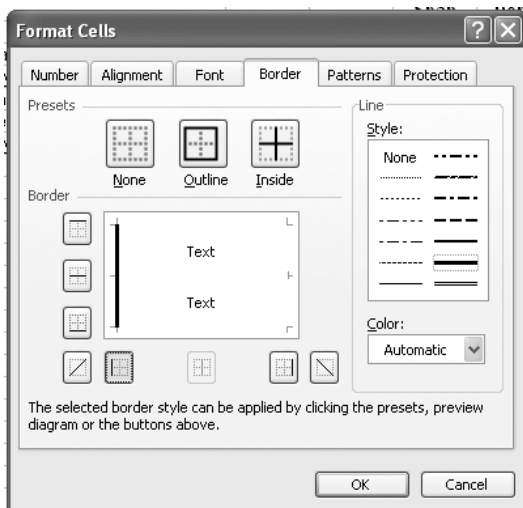 Format Cells
Number Alignment Font Border Patterns Protection
Presets
None Outline Inside
Border
Text
Text
Line
Style:
None
Color:
Automatic
The selected border style can be applied by clicking the presets, preview
diagram or the buttons above.
OK Cancel